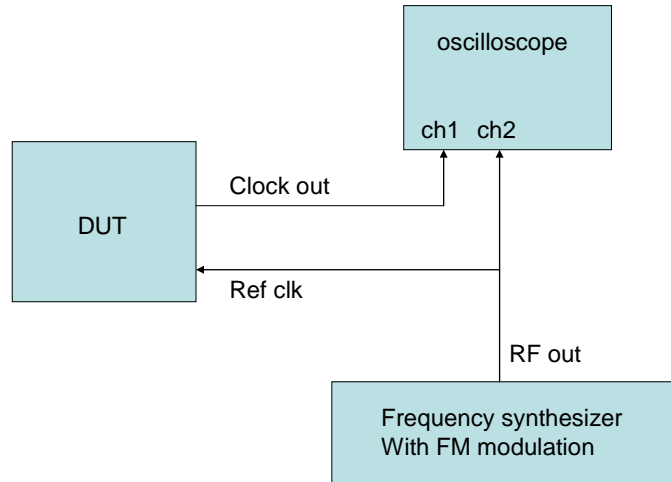 oscilloscope
ch1 ch2
Clock out
DUT
Ref clk
RF out
Frequency synthesizer
With FM modulation